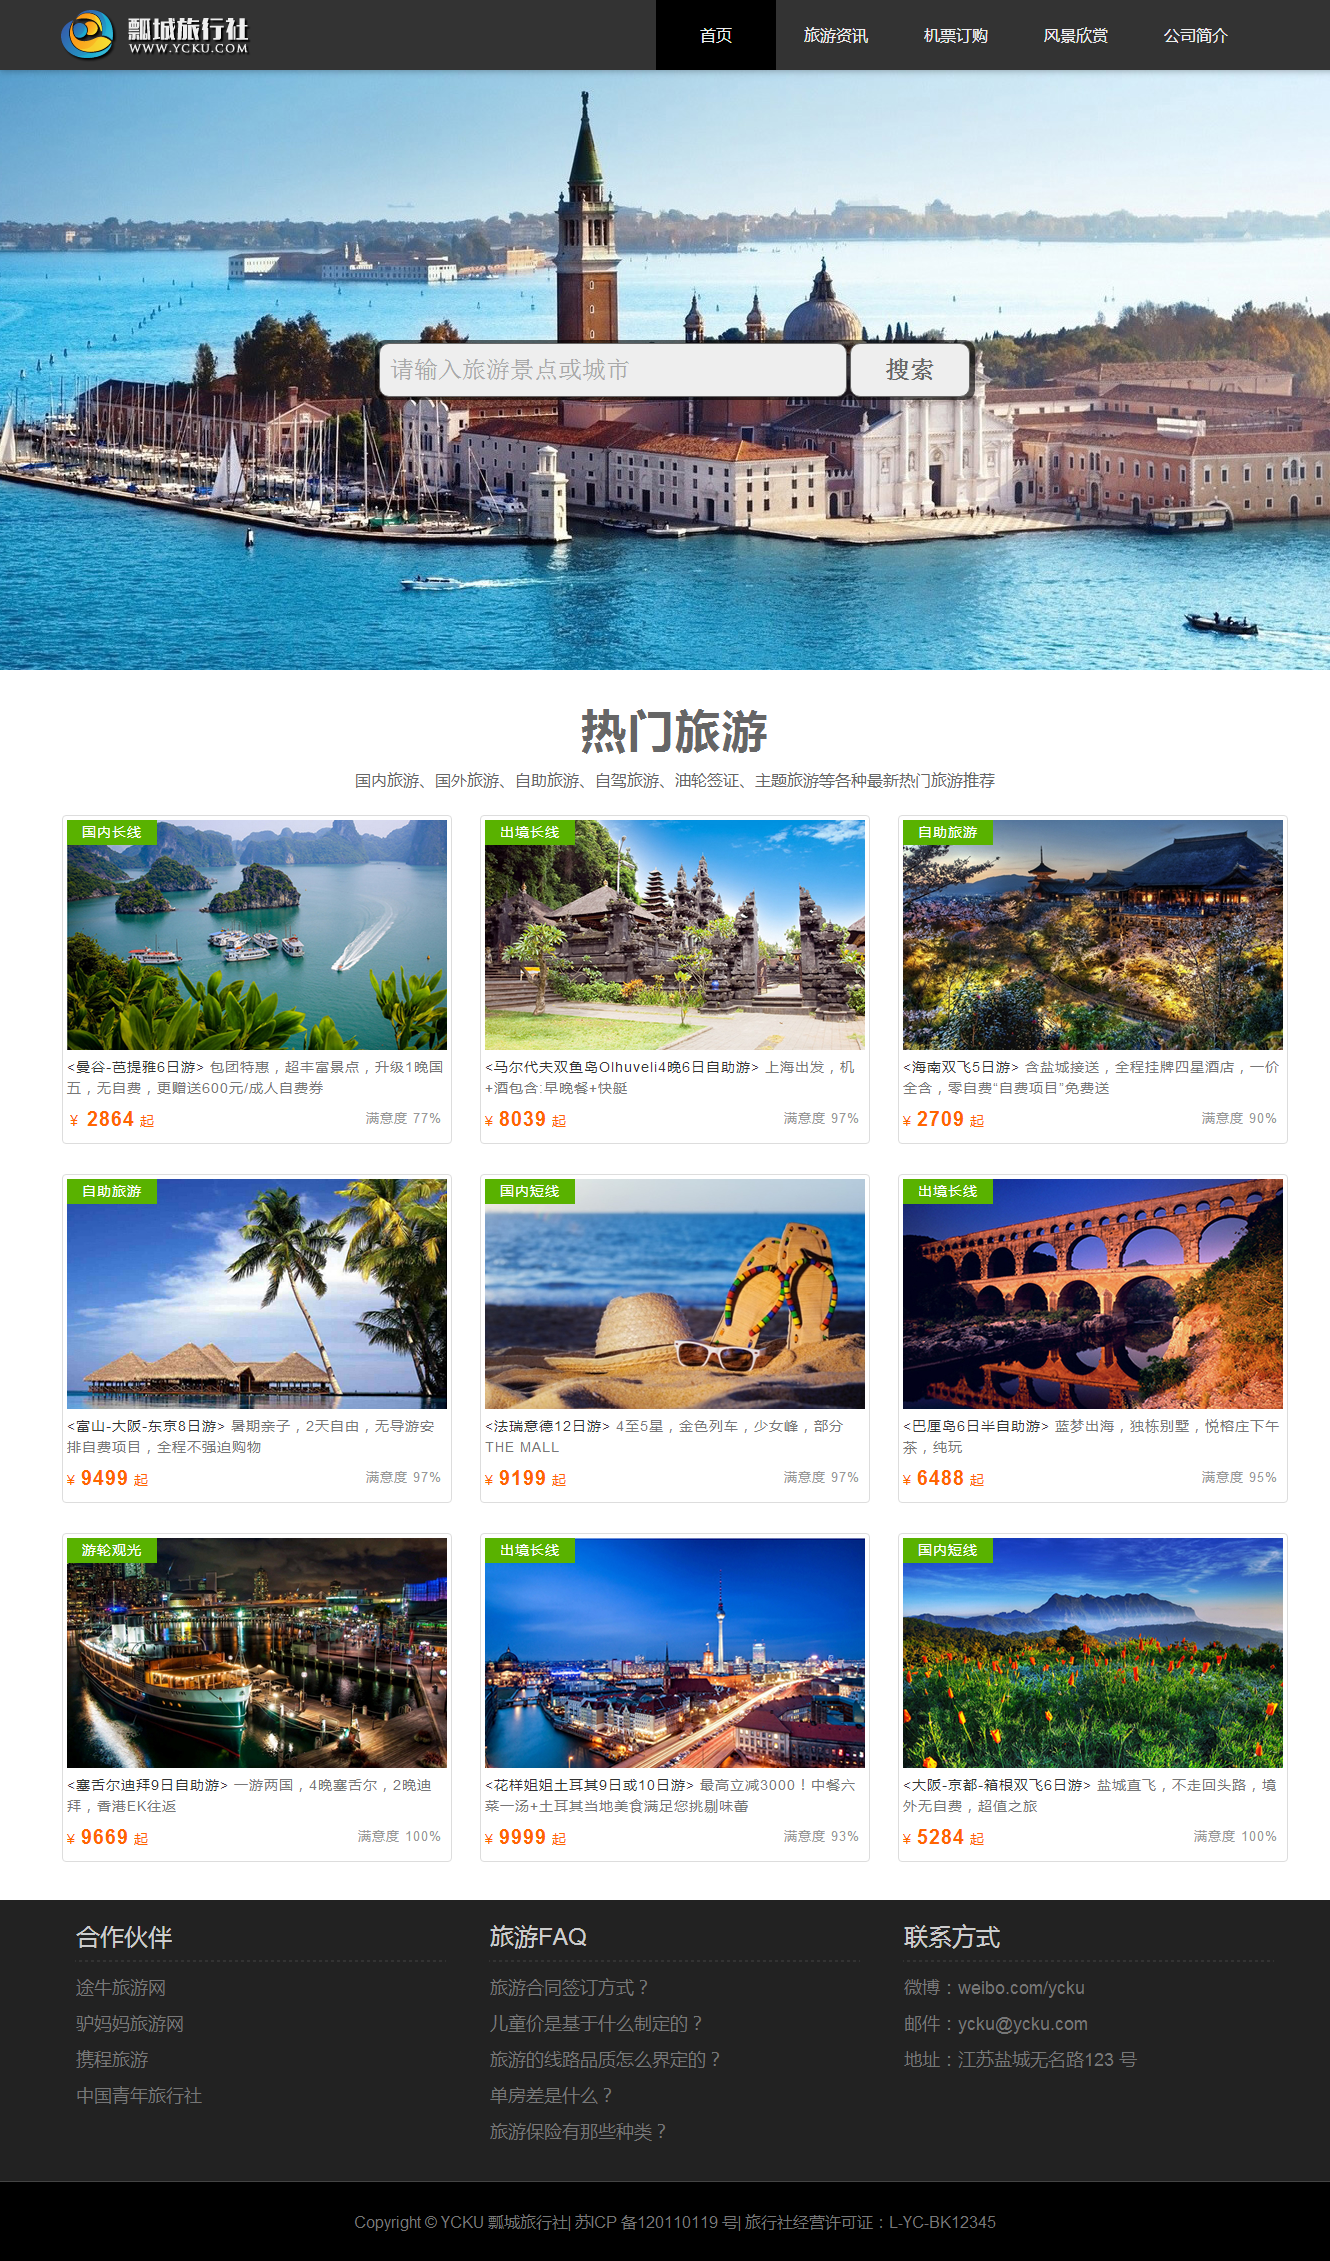 瓢城旅行社
WWW.YCKU.COM
首页 旅游资讯 机票订购 风景欣赏 公司简介
请输入旅游景点或城市 搜索
热门旅游
国内旅游、国外旅游、自助旅游、自驾旅游、油轮签证、主题旅游等各种最新热门旅游推荐
国内长线
<曼谷-芭提雅6日游> 包团特惠，超丰富景点，升级1晚国
五，无自费，更赠送600元/成人自费券
¥ 2864 起 满意度 77%
出境长线
<马尔代夫双鱼岛Olhuveli4晚6日自助游> 上海出发，机
+酒包含:早晚餐+快艇
¥ 8039 起 满意度 97%
自助旅游
<海南双飞5日游> 含盐城接送，全程挂牌四星酒店，一价
全含，零自费“自费项目”免费送
¥ 2709 起 满意度 90%
自助旅游
<富山-大阪-东京8日游> 暑期亲子，2天自由，无导游安
排自费项目，全程不强迫购物
¥ 9499 起 满意度 97%
国内短线
<法瑞意德12日游> 4至5星，金色列车，少女峰，部分
THE MALL
¥ 9199 起 满意度 97%
出境长线
<巴厘岛6日半自助游> 蓝梦出海，独栋别墅，悦榕庄下午
茶，纯玩
¥ 6488 起 满意度 95%
游轮观光
<塞舌尔迪拜9日自助游> 一游两国，4晚塞舌尔，2晚迪
拜，香港EK往返
¥ 9669 起 满意度 100%
出境长线
<花样姐姐土耳其9日或10日游> 最高立减3000！中餐六
菜一汤+土耳其当地美食满足您挑剔味蕾
¥ 9999 起 满意度 93%
国内短线
<大阪-京都-箱根双飞6日游> 盐城直飞，不走回头路，境
外无自费，超值之旅
¥ 5284 起 满意度 100%
合作伙伴
途牛旅游网
驴妈妈旅游网
携程旅游
中国青年旅行社
旅游FAQ
旅游合同签订方式？
儿童价是基于什么制定的？
旅游的线路品质怎么界定的？
单房差是什么？
旅游保险有那些种类？
联系方式
微博：weibo.com/ycku
邮件：ycku@ycku.com
地址：江苏盐城无名路123 号
Copyright © YCKU 瓢城旅行社| 苏ICP 备120110119 号| 旅行社经营许可证：L-YC-BK12345